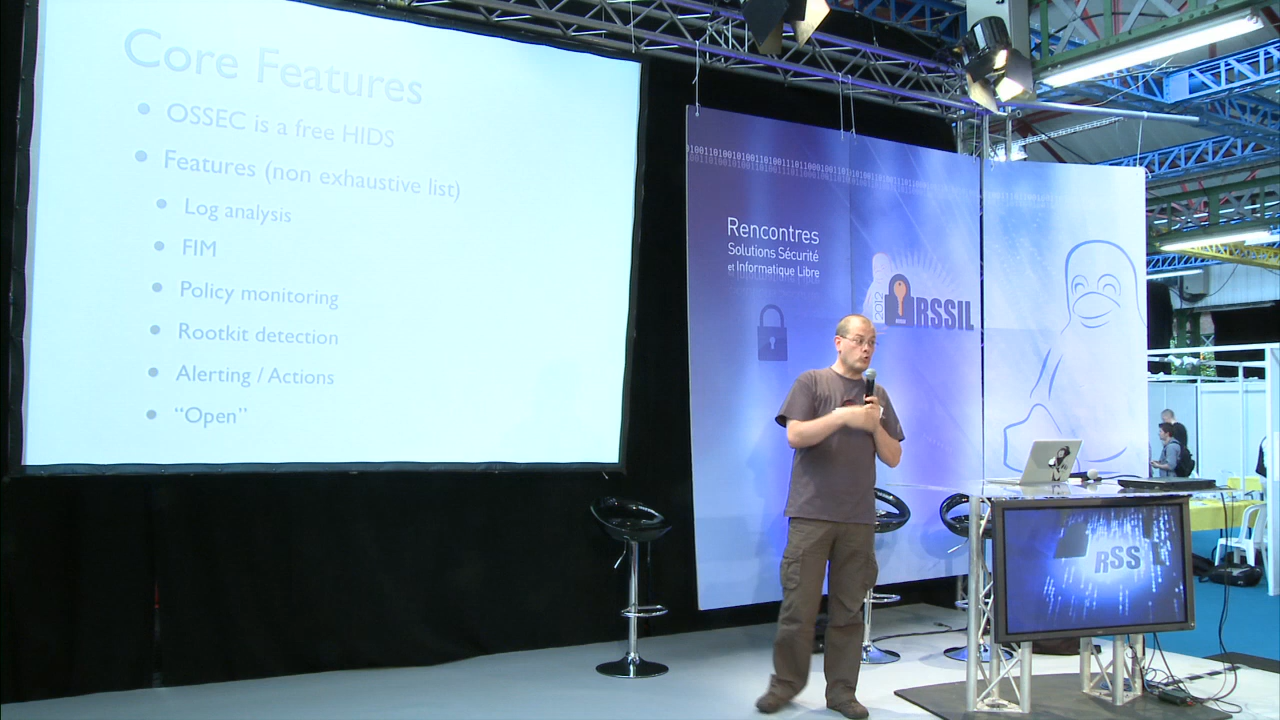 Core Features
OSSEC is a free HIDS
Features (non exhaustive list)
Log analysis
FIM
Policy monitoring
Rootkit detection
Alerting / Actions
“Open”
Rencontres
Solutions Sécurité
et Informatique Libre
2012
RSSIL
RSS